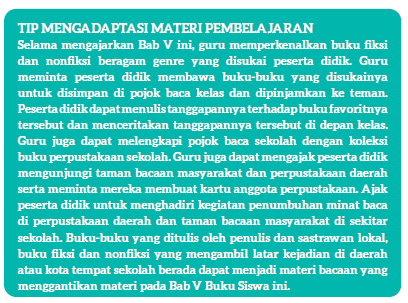 TIP MENGADAPTASI MATERI PEMBELAJARAN
Selama mengajarkan Bab V ini, guru memperkenalkan buku fiksi
dan nonfiksi beragam genre yang disukai peserta didik. Guru
meminta peserta didik membawa buku-buku yang disukainya
untuk disimpan di pojok baca kelas dan dipinjamkan ke teman.
Peserta didik dapat menulis tanggapannya terhadap buku favoritnya
tersebut dan menceritakan tanggapannya tersebut di depan kelas.
Guru juga dapat melengkapi pojok baca sekolah dengan koleksi
buku perpustakaan sekolah. Guru juga dapat mengajak peserta didik
mengunjungi taman bacaan masyarakat dan perpustakaan daerah
serta meminta mereka membuat kartu anggota perpustakaan. Ajak
peserta didik untuk menghadiri kegiatan penumbuhan minat baca
di perpustakaan daerah dan taman bacaan masyarakat di sekitar
sekolah. Buku-buku yang ditulis oleh penulis dan sastrawan lokal,
buku fiksi dan nonfiksi yang mengambil latar kejadian di daerah
atau kota tempat sekolah berada dapat menjadi materi bacaan yang
menggantikan materi pada Bab V Buku Siswa ini.